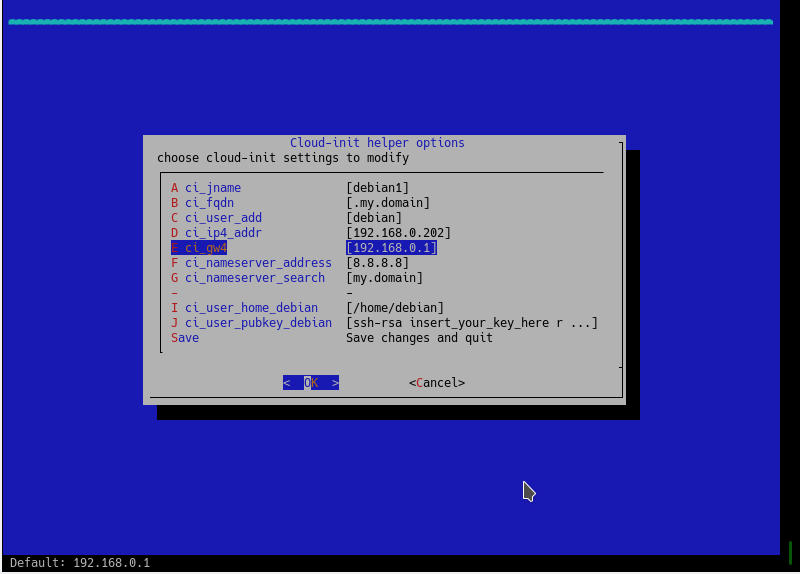 Cloud-init helper options
choose cloud-init settings to modify
A ci_jname [debian1]
B ci_fqdn [.my.domain]
C ci_user_add [debian]
D ci_ip4_addr [192.168.0.202]
E ci_gw4 [192.168.0.1]
F ci_nameserver_address [8.8.8.8]
G ci_nameserver_search [my.domain]
- -
I ci_user_home_debian [/home/debian]
J ci_user_pubkey_debian [ssh-rsa insert_your_key_here r ...]
Save Save changes and quit
< OK > <Cancel>
Default: 192.168.0.1